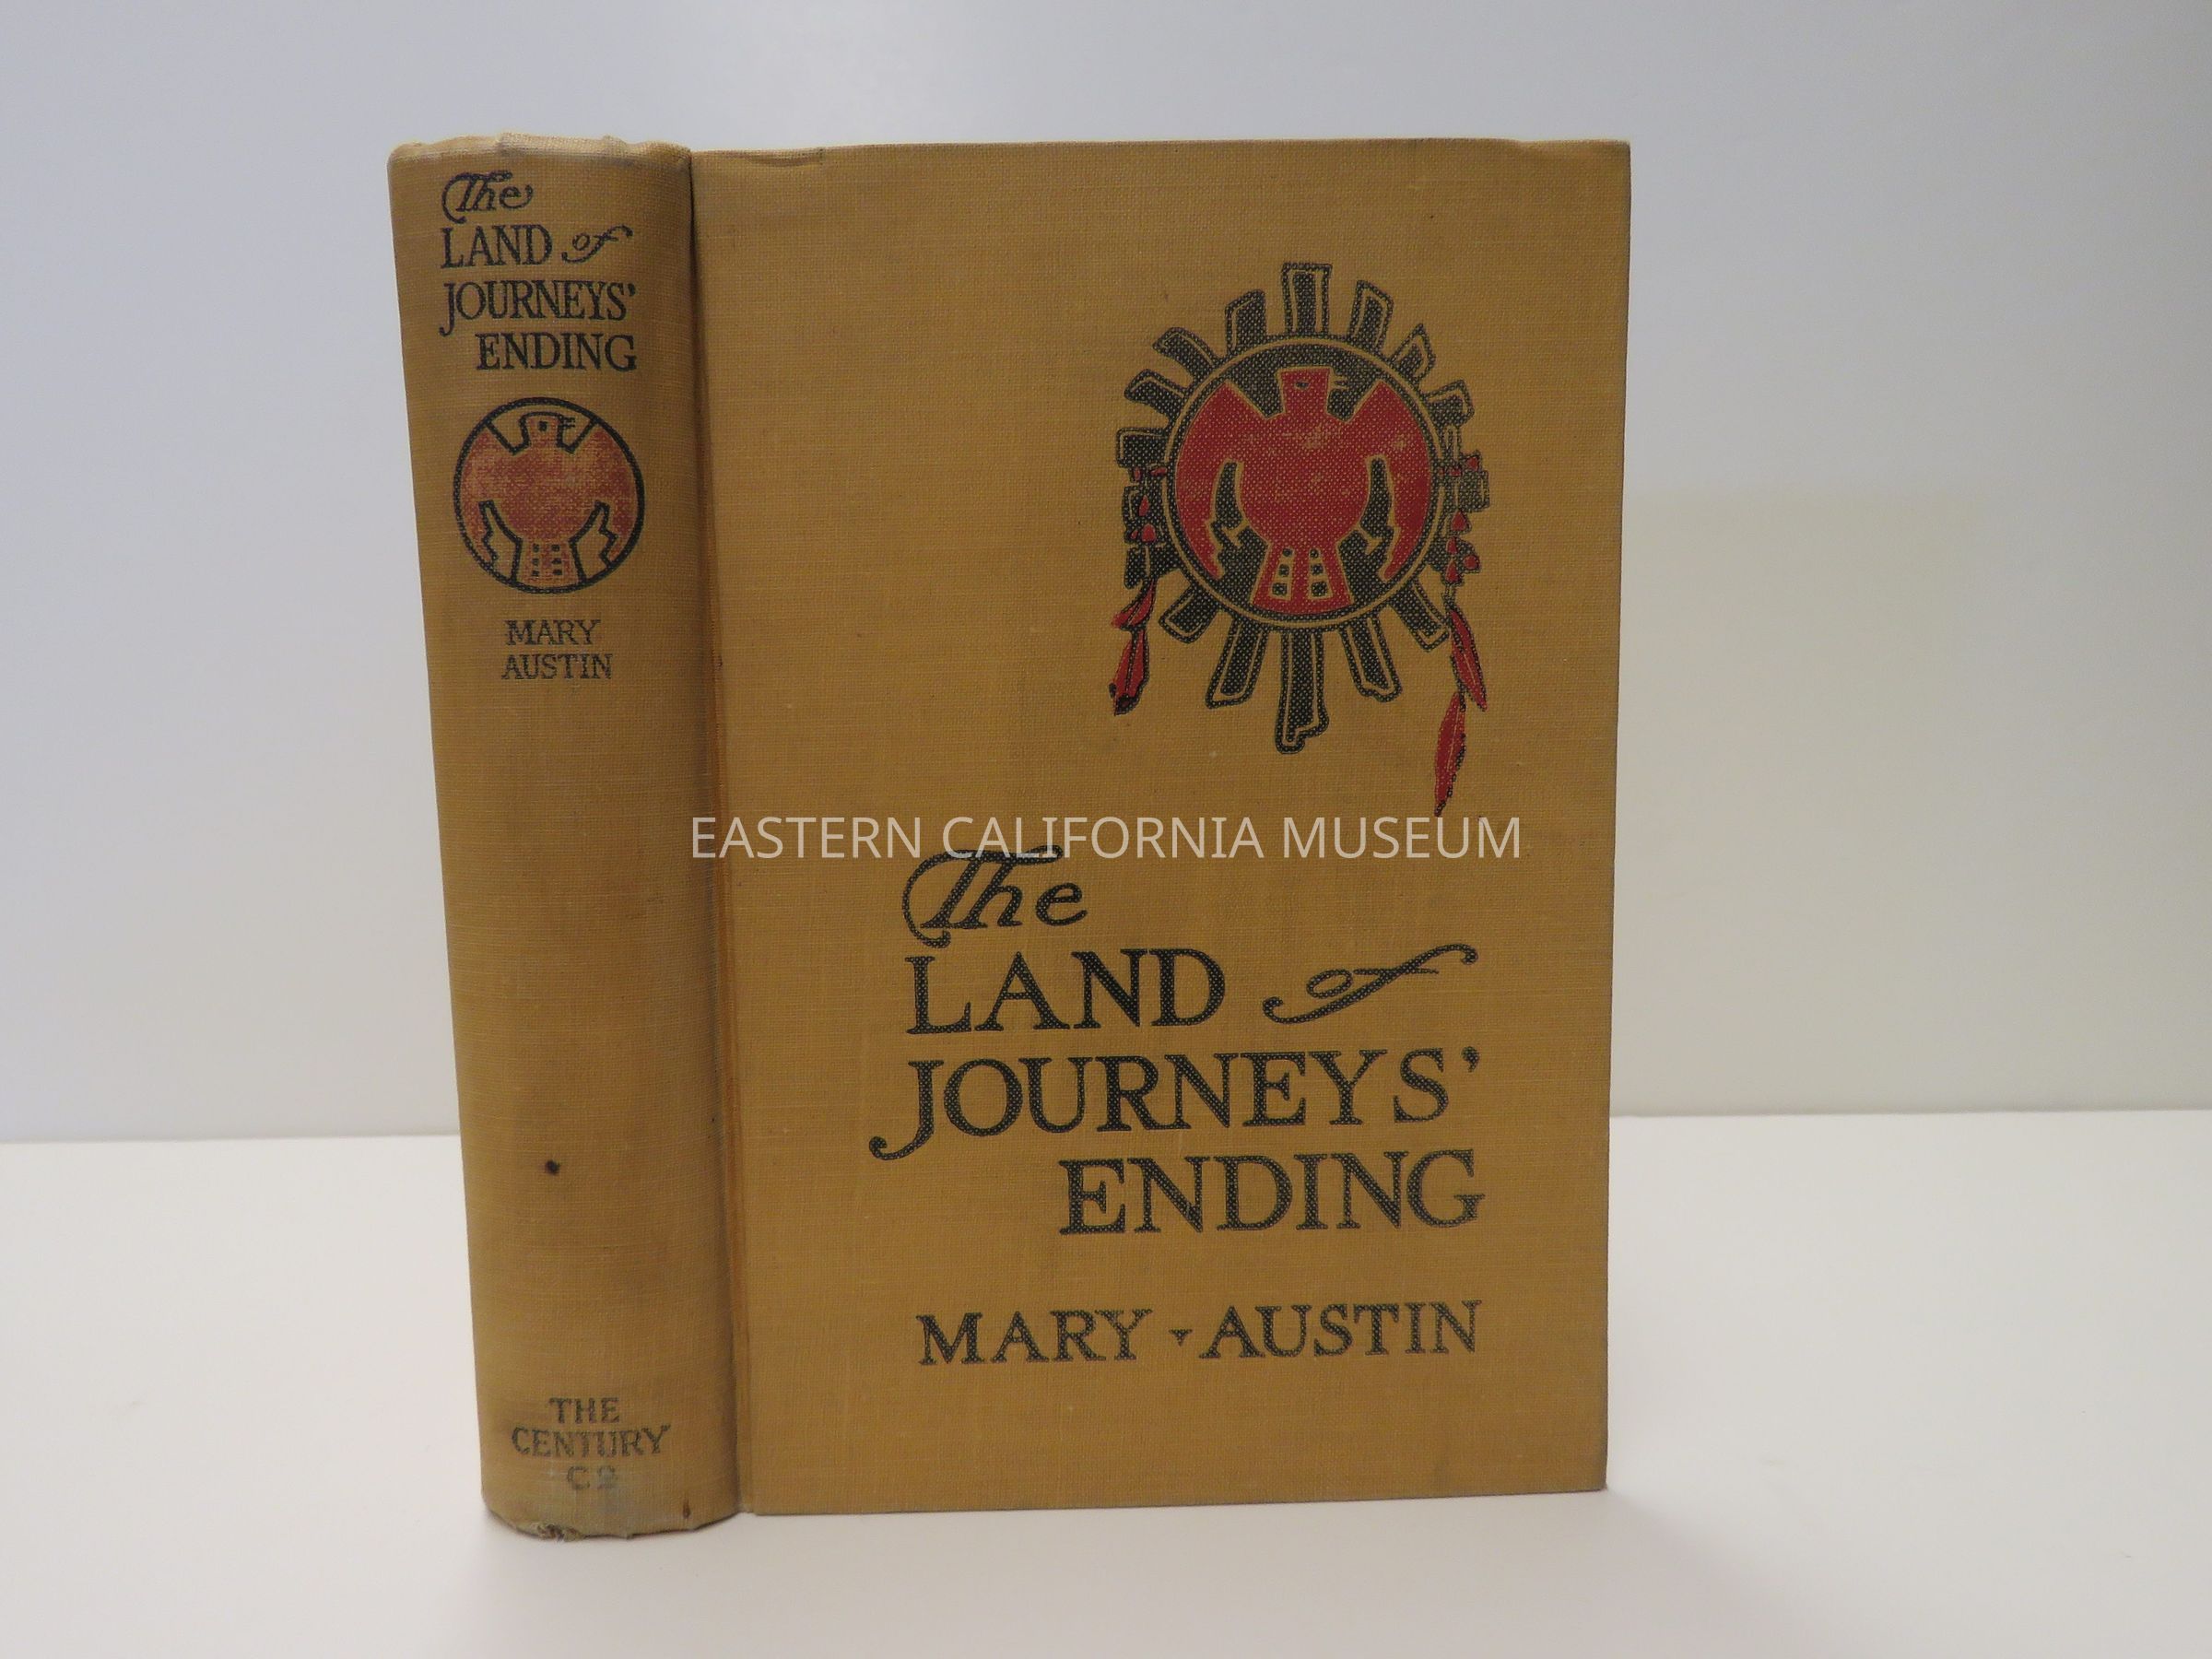 The
LAND of
JOURNEYS'
ENDING
MARY
AUSTIN
THE
CENTURY
Co
EASTERN CALIFORNIA MUSEUM
The
LAND of
JOURNEYS'
ENDING
MARY AUSTIN